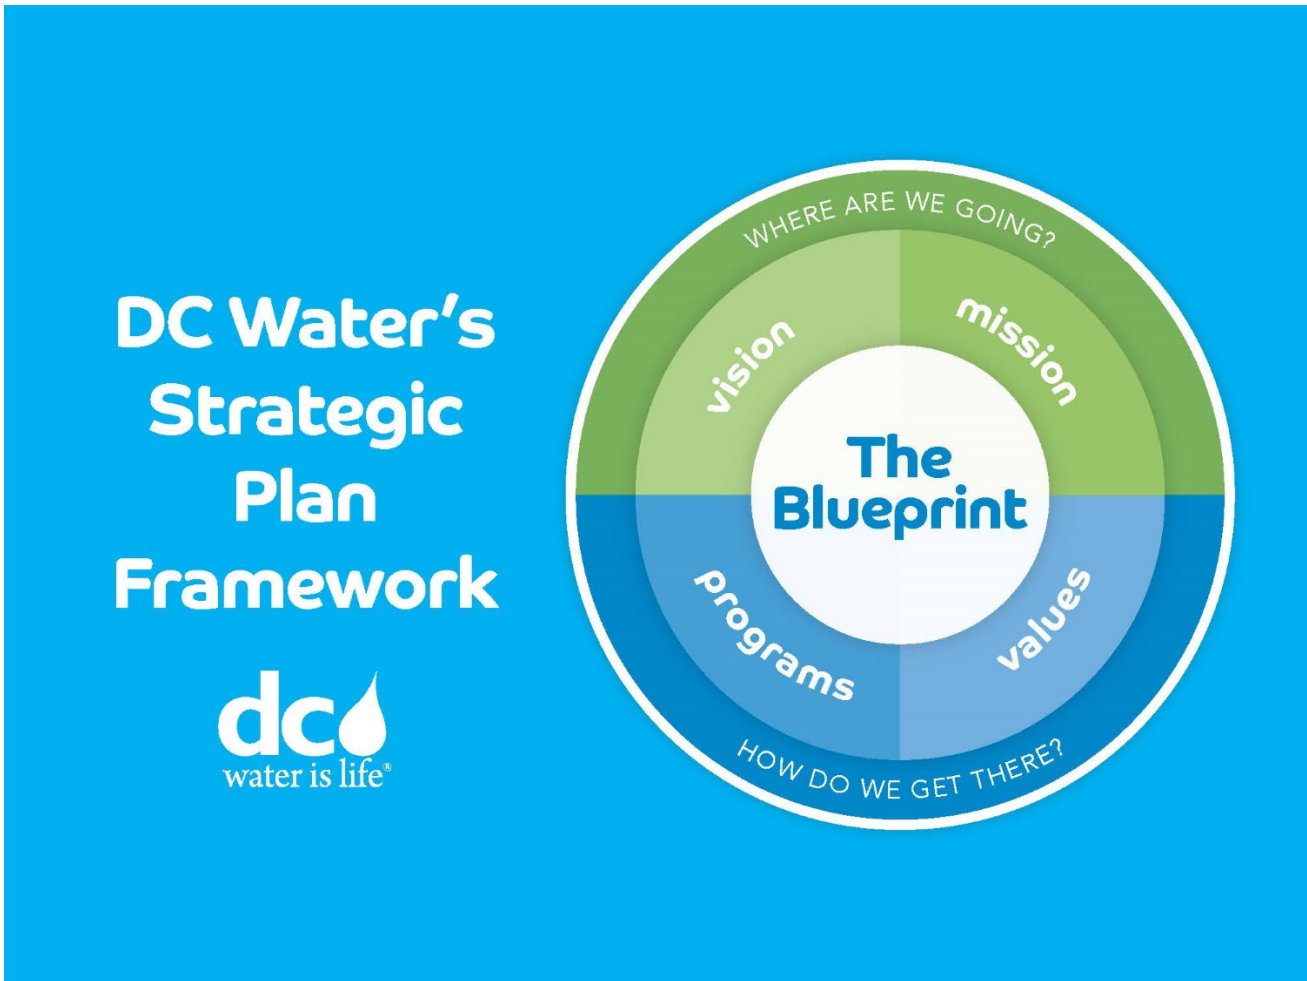 DC Water's
Strategic
Plan
Framework
dc
water is life®
WHERE ARE WE GOING?
vision
mission
The
Blueprint
programs
values
HOW DO WE GET THERE?